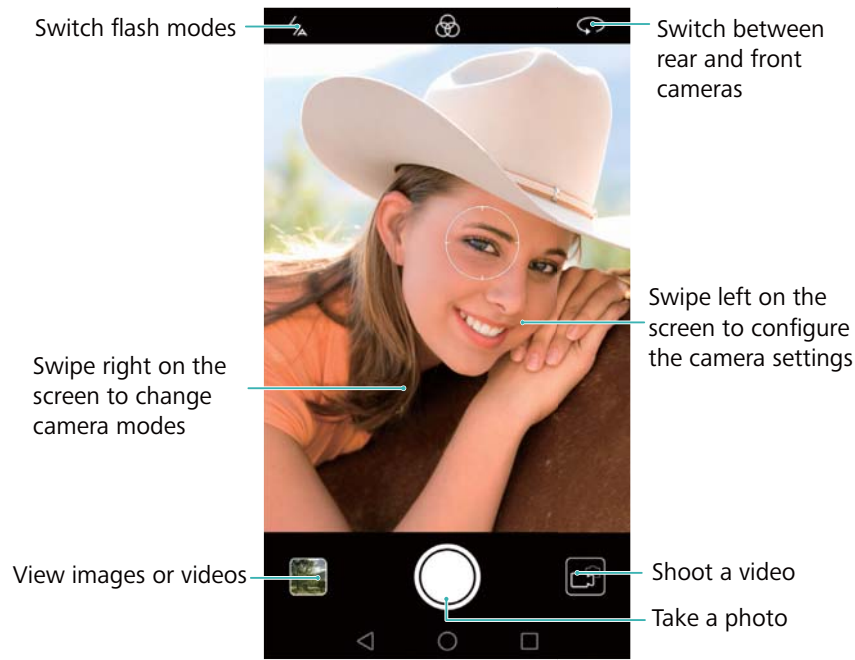 Switch flash modes
Switch between
rear and front
cameras
Swipe left on the
screen to configure
the camera settings
Swipe right on the
screen to change
camera modes
View images or videos
Shoot a video
Take a photo